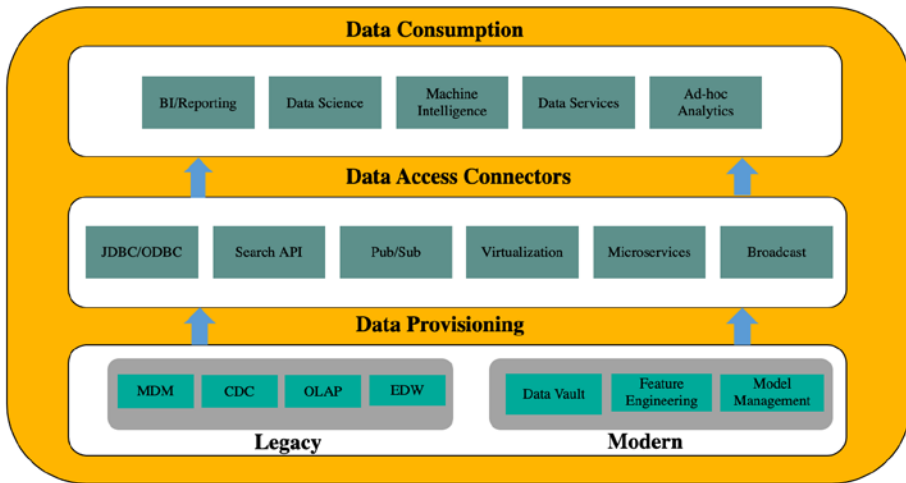 Data Consumption
BI/Reporting
Data Science
Machine
Intelligence
Data Services
Ad-hoc
Analytics
Data Access Connectors
JDBC/ODBC
Search API
Pub/Sub
Virtualization
Microservices
Broadcast
Data Provisioning
MDM
CDC
OLAP
EDW
Data Vault
Feature
Engineering
Model
Management
Legacy
Modern